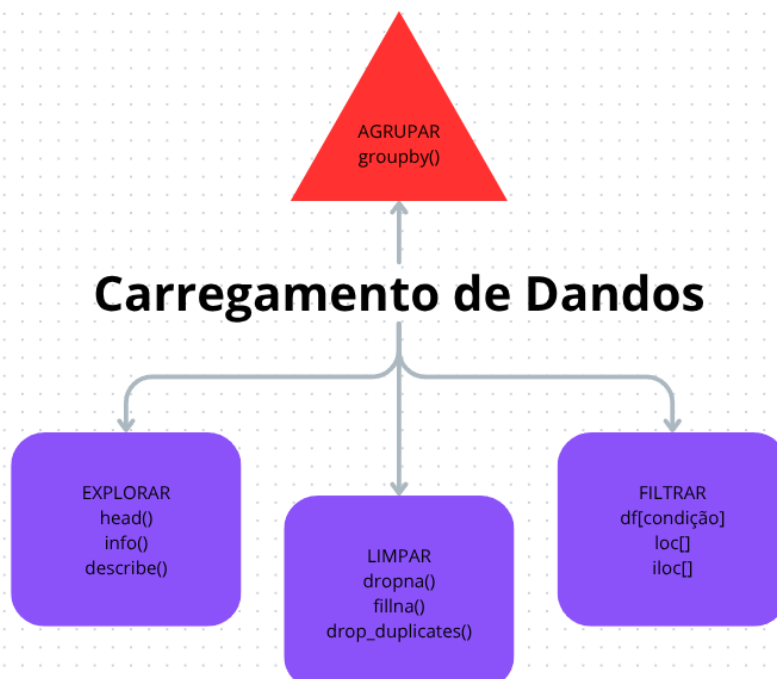 AGRUPAR
groupby()
Carregamento de Dandos
EXPLORAR
head()
info()
describe()
LIMPAR
dropna()
fillna()
drop_duplicates()
FILTRAR
df[condição]
loc[]
iloc[]